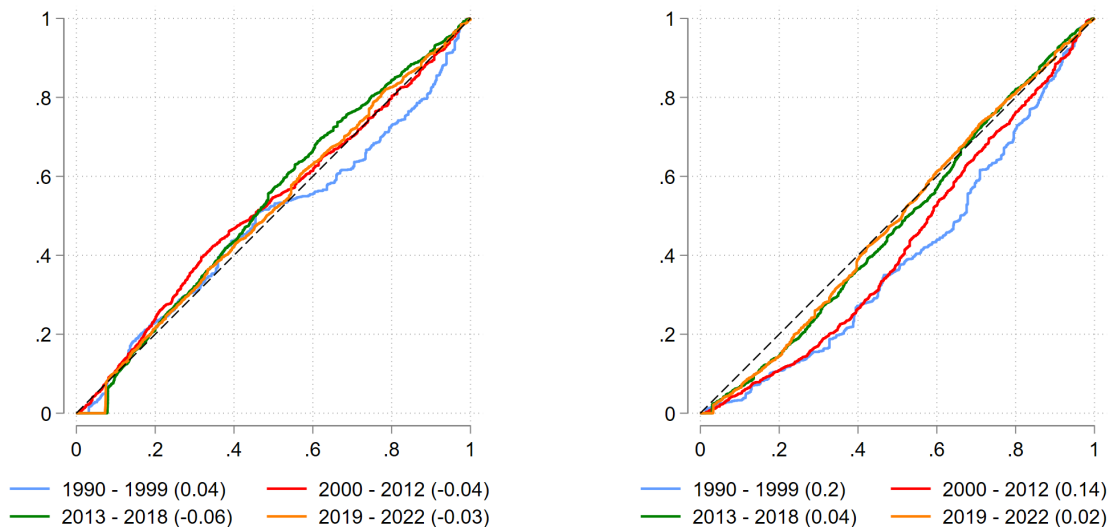 1
.8
.6
.4
.2
0
0 .2 .4 .6 .8 1
1990 - 1999 (0.04) 2000 - 2012 (-0.04)
2013 - 2018 (-0.06) 2019 - 2022 (-0.03)
1
.8
.6
.4
.2
0
0 .2 .4 .6 .8 1
1990 - 1999 (0.2) 2000 - 2012 (0.14)
2013 - 2018 (0.04) 2019 - 2022 (0.02)